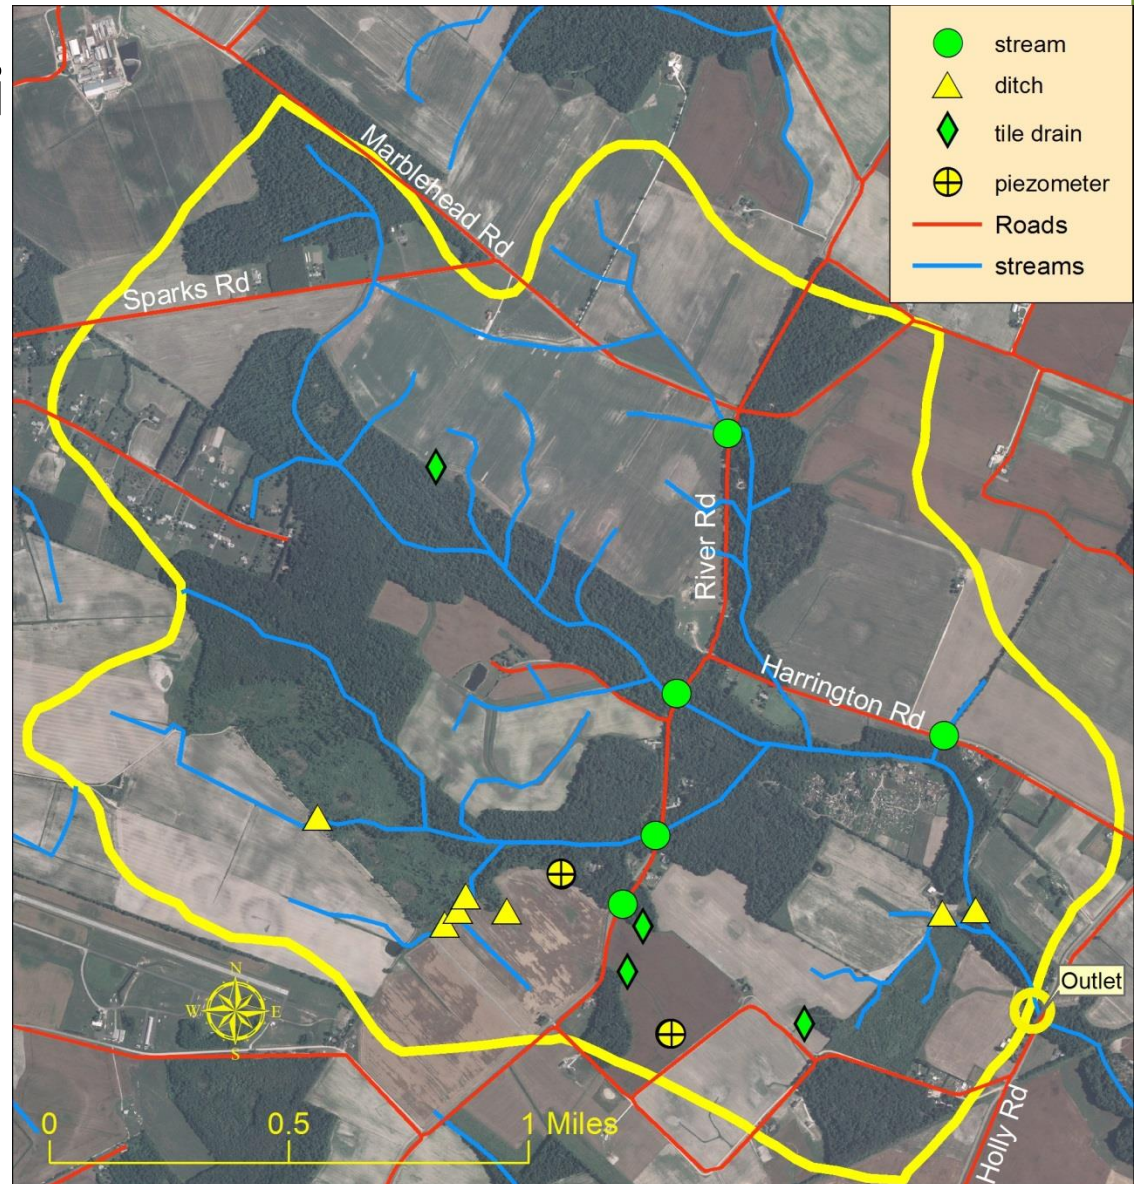 stream
ditch
tile drain
piezometer
Roads
streams
Marblehead Rd
Sparks Rd
River Rd
Harrington Rd
Outlet
N
W E
S
0 0.5 1 Miles
Holly Rd